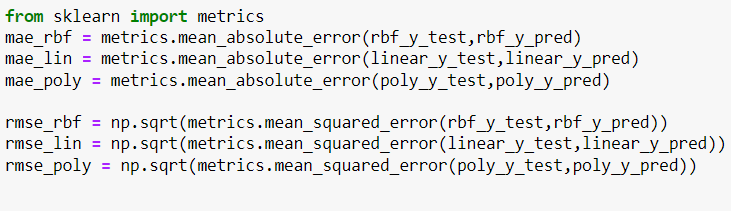 from sklearn import metrics
mae_rbf = metrics.mean_absolute_error(rbf_y_test,rbf_y_pred)
mae_lin = metrics.mean_absolute_error(linear_y_test,linear_y_pred)
mae_poly = metrics.mean_absolute_error(poly_y_test,poly_y_pred)
rmse_rbf = np.sqrt(metrics.mean_squared_error(rbf_y_test,rbf_y_pred))
rmse_lin = np.sqrt(metrics.mean_squared_error(linear_y_test,linear_y_pred))
rmse_poly = np.sqrt(metrics.mean_squared_error(poly_y_test,poly_y_pred))